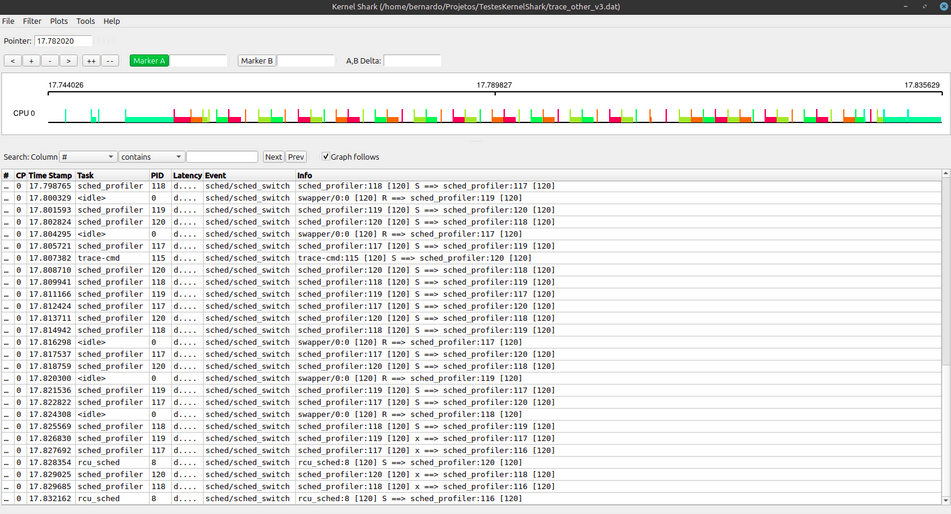 Kernel Shark (/home/bernardo/Projetos/TestesKernelShark/trace_other_v3.dat)
File Filter Plots Tools Help
Pointer: 17.782020
< + - > ++ -- Marker A Marker B A,B Delta:
17.744026 17.789827 17.835629
CPU 0
Search: Column # contains Next Prev Graph follows
# CP Time Stamp Task PID Latency Event Info
... 0 17.798765 sched_profiler 118 d.... sched/sched_switch sched_profiler:118 [120] S ==> sched_profiler:117 [120]
... 0 17.800329 <idle> 0 d.... sched/sched_switch swapper/0:0 [120] R ==> sched_profiler:119 [120]
... 0 17.801593 sched_profiler 119 d.... sched/sched_switch sched_profiler:119 [120] S ==> sched_profiler:120 [120]
... 0 17.802824 sched_profiler 120 d.... sched/sched_switch sched_profiler:120 [120] S ==> sched_profiler:118 [120]
... 0 17.804295 <idle> 0 d.... sched/sched_switch swapper/0:0 [120] R ==> sched_profiler:117 [120]
... 0 17.805721 sched_profiler 117 d.... sched/sched_switch sched_profiler:117 [120] S ==> sched_profiler:119 [120]
... 0 17.807382 trace-cmd 115 d.... sched/sched_switch trace-cmd:115 [120] S ==> sched_profiler:120 [120]
... 0 17.808710 sched_profiler 120 d.... sched/sched_switch sched_profiler:120 [120] S ==> sched_profiler:118 [120]
... 0 17.809941 sched_profiler 118 d.... sched/sched_switch sched_profiler:118 [120] S ==> sched_profiler:119 [120]
... 0 17.811166 sched_profiler 119 d.... sched/sched_switch sched_profiler:119 [120] S ==> sched_profiler:117 [120]
... 0 17.812424 sched_profiler 117 d.... sched/sched_switch sched_profiler:117 [120] S ==> sched_profiler:120 [120]
... 0 17.813711 sched_profiler 120 d.... sched/sched_switch sched_profiler:120 [120] S ==> sched_profiler:118 [120]
... 0 17.814942 sched_profiler 118 d.... sched/sched_switch sched_profiler:118 [120] S ==> sched_profiler:119 [120]
... 0 17.816298 <idle> 0 d.... sched/sched_switch swapper/0:0 [120] R ==> sched_profiler:117 [120]
... 0 17.817537 sched_profiler 117 d.... sched/sched_switch sched_profiler:117 [120] S ==> sched_profiler:120 [120]
... 0 17.818759 sched_profiler 120 d.... sched/sched_switch sched_profiler:120 [120] S ==> sched_profiler:118 [120]
... 0 17.820300 <idle> 0 d.... sched/sched_switch swapper/0:0 [120] R ==> sched_profiler:119 [120]
... 0 17.821536 sched_profiler 119 d.... sched/sched_switch sched_profiler:119 [120] S ==> sched_profiler:117 [120]
... 0 17.822822 sched_profiler 117 d.... sched/sched_switch sched_profiler:117 [120] S ==> sched_profiler:120 [120]
... 0 17.824308 <idle> 0 d.... sched/sched_switch swapper/0:0 [120] R ==> sched_profiler:118 [120]
... 0 17.825569 sched_profiler 118 d.... sched/sched_switch sched_profiler:118 [120] S ==> sched_profiler:119 [120]
... 0 17.826830 sched_profiler 119 d.... sched/sched_switch sched_profiler:119 [120] x ==> sched_profiler:117 [120]
... 0 17.827692 sched_profiler 117 d.... sched/sched_switch sched_profiler:117 [120] x ==> sched_profiler:116 [120]
... 0 17.828354 rcu_sched 8 d.... sched/sched_switch rcu_sched:8 [120] S ==> sched_profiler:120 [120]
... 0 17.829025 sched_profiler 120 d.... sched/sched_switch sched_profiler:120 [120] x ==> sched_profiler:118 [120]
... 0 17.829685 sched_profiler 118 d.... sched/sched_switch sched_profiler:118 [120] x ==> sched_profiler:116 [120]
... 0 17.832162 rcu_sched 8 d.... sched/sched_switch rcu_sched:8 [120] S ==> sched_profiler:116 [120]